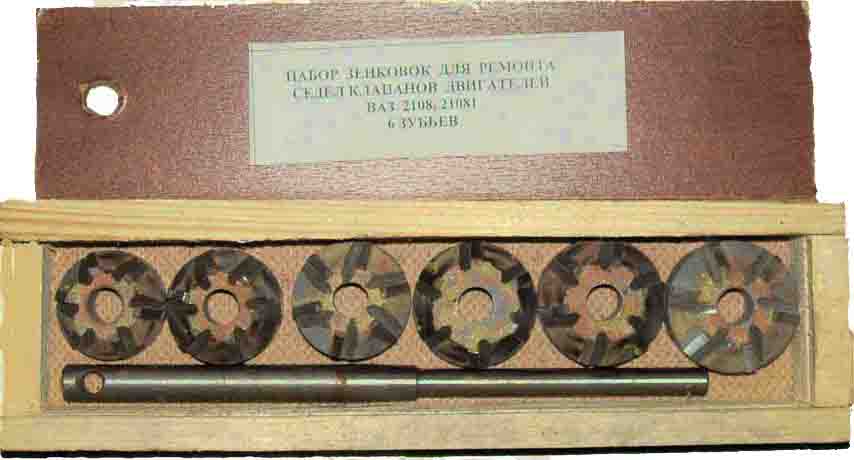 НАБОР ЗЕНКОВОК ДЛЯ РЕМОНТА
СЕДЕЛ КЛАПАНОВ ДВИГАТЕЛЕЙ
ВАЗ 2108, 21081
6 ЗУБЬЕВ